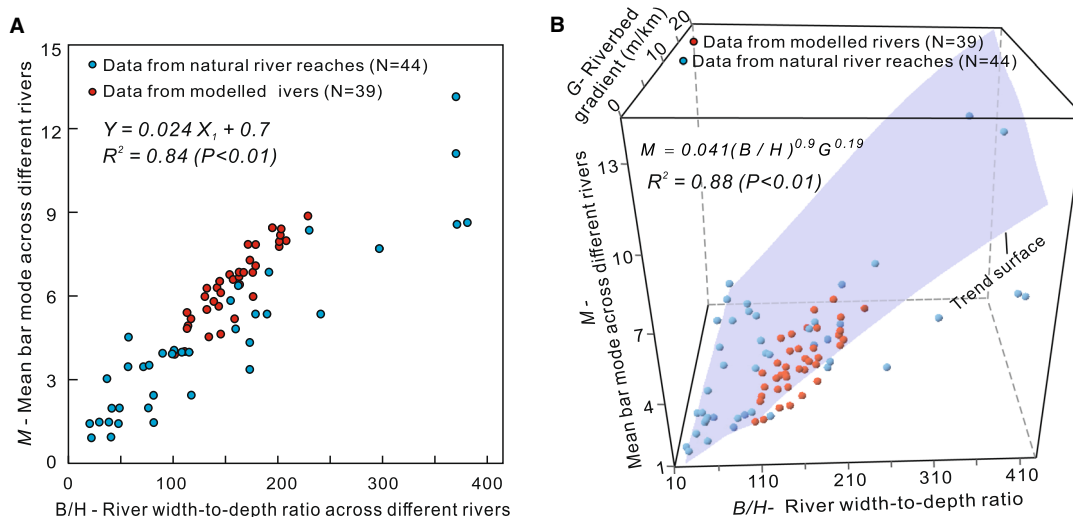 A
15
12
9
6
3
0
M - Mean bar mode across different rivers
Data from natural river reaches (N=44)
Data from modelled ivers (N=39)
Y = 0.024 X₁ + 0.7
R² = 0.84 (P<0.01)
0 100 200 300 400
B/H - River width-to-depth ratio across different rivers
B
G- Riverbed
gradient (m/km)
20
10
0
Data from modelled rivers (N=39)
Data from natural river reaches (N=44)
M = 0.041(B / H)^0.9 G^0.19
R² = 0.88 (P<0.01)
M -
Mean bar mode across different rivers
13
10
7
4
1
Trend surface
10 110 210 310 410
B/H- River width-to-depth ratio